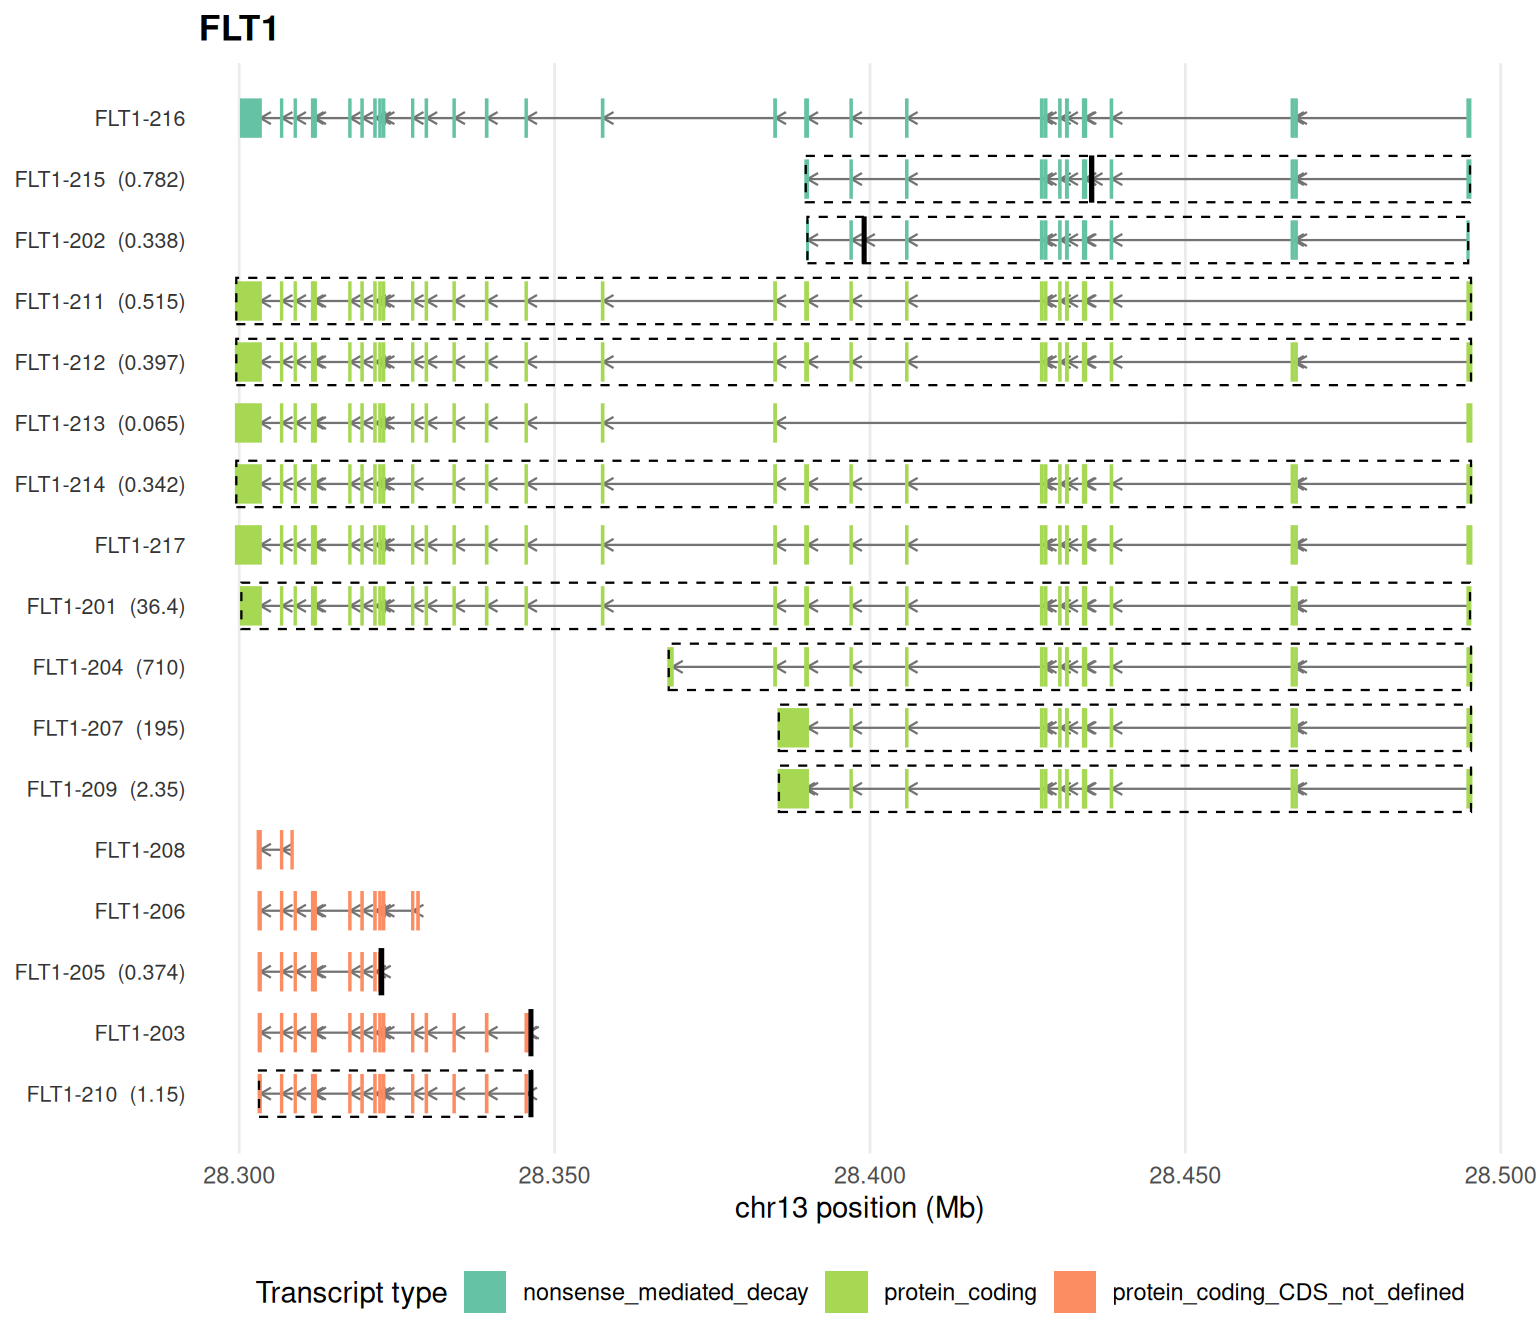 FLT1
FLT1-216
FLT1-215 (0.782)
FLT1-202 (0.338)
FLT1-211 (0.515)
FLT1-212 (0.397)
FLT1-213 (0.065)
FLT1-214 (0.342)
FLT1-217
FLT1-201 (36.4)
FLT1-204 (710)
FLT1-207 (195)
FLT1-209 (2.35)
FLT1-208
FLT1-206
FLT1-205 (0.374)
FLT1-203
FLT1-210 (1.15)
28.300 28.350 28.400 28.450 28.500
chr13 position (Mb)
Transcript type nonsense_mediated_decay protein_coding protein_coding_CDS_not_defined